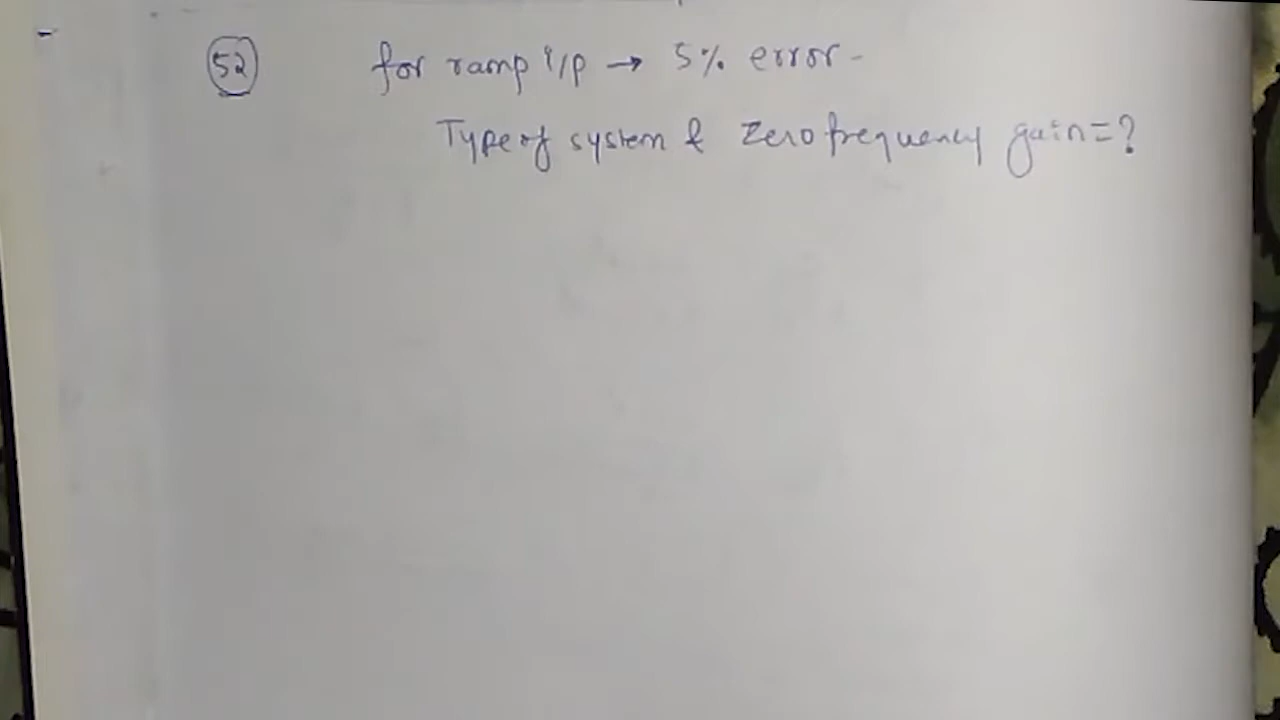 52 for ramp i/p → 5% error -
Type of system & Zero frequency gain = ?